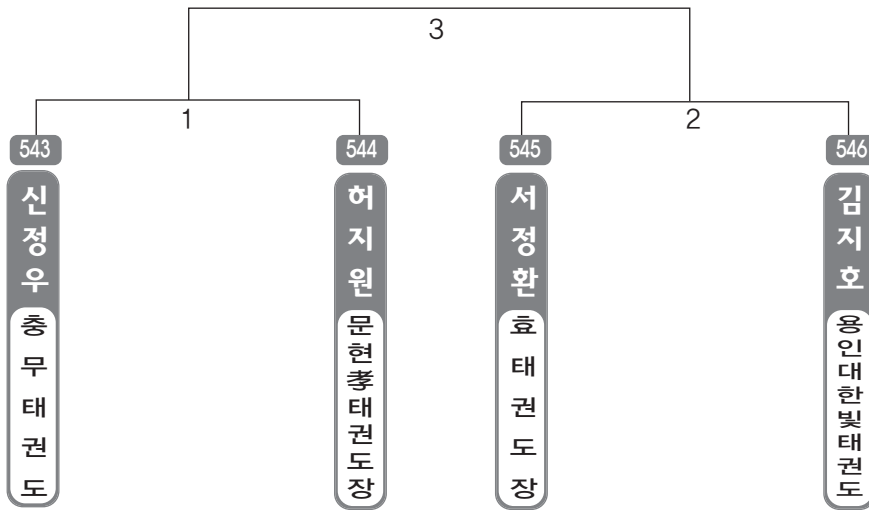 3
1
2
543
544
545
546
신정우
충무태권도
허지원
문현孝태권도장
서정환
효태권도장
김지호
용인대한빛태권도